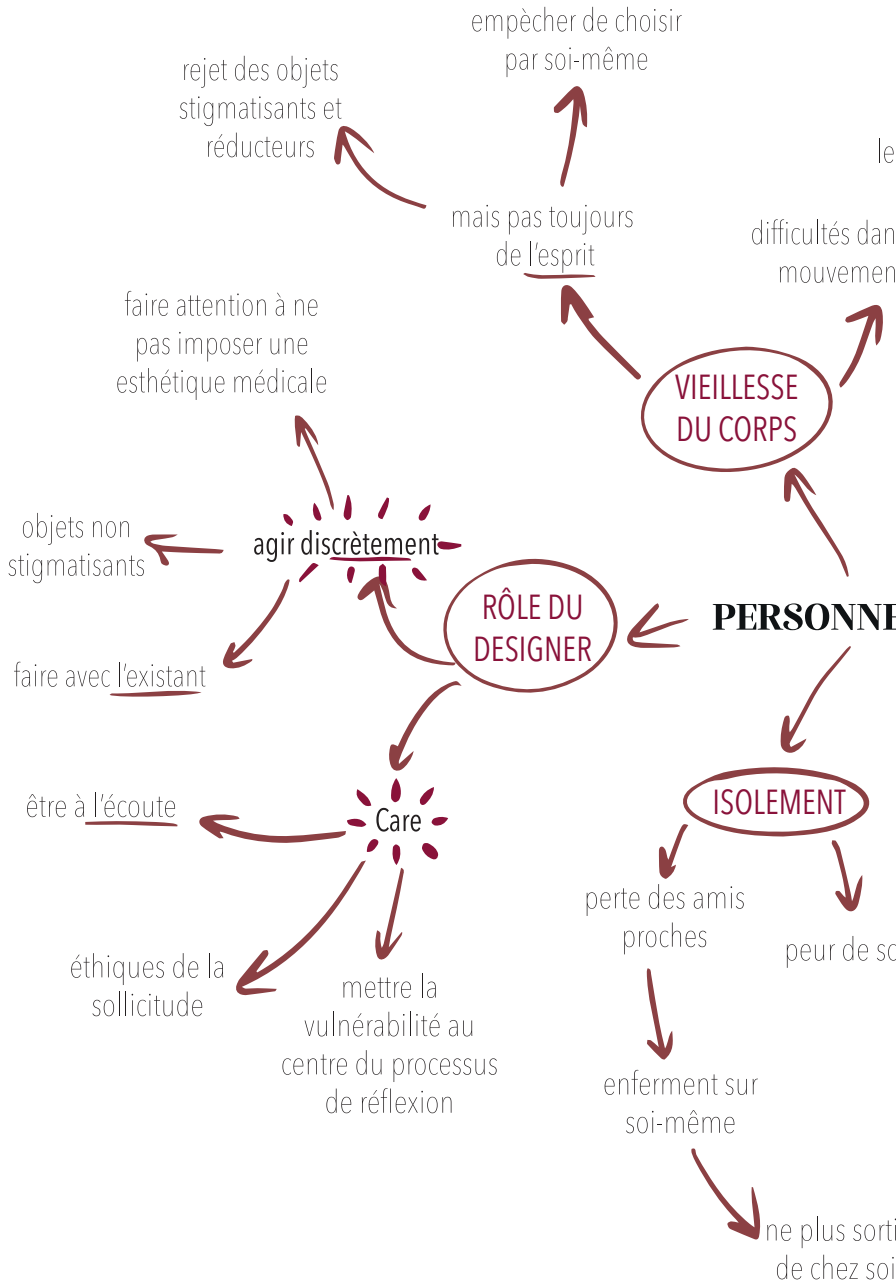 empècher de choisir
par soi-même
rejet des objets
stigmatisants et
réducteurs
le
mais pas toujours
de l'esprit
difficultés dan
mouvemen
faire attention à ne
pas imposer une
esthétique médicale
VIEILLESSE
DU CORPS
objets non
stigmatisants
agir discrètement
RÔLE DU
DESIGNER
PERSONNE
faire avec l'existant
être à l'écoute
Care
ISOLEMENT
perte des amis
proches
peur de so
éthiques de la
sollicitude
mettre la
vulnérabilité au
centre du processus
de réflexion
enferment sur
soi-même
ne plus sorti
de chez soi